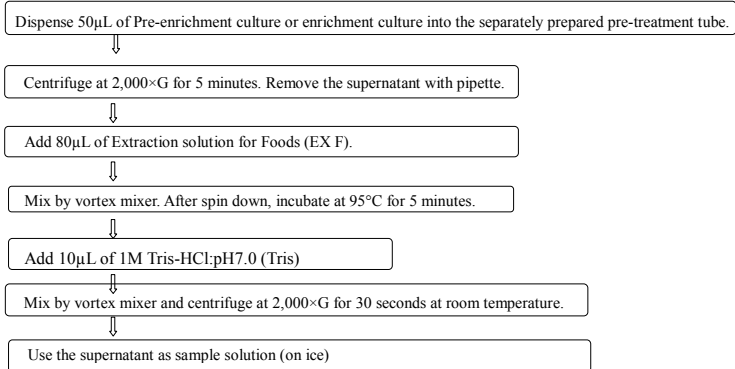 Dispense 50μL of Pre-enrichment culture or enrichment culture into the separately prepared pre-treatment tube.
Centrifuge at 2,000×G for 5 minutes. Remove the supernatant with pipette.
Add 80μL of Extraction solution for Foods (EX F).
Mix by vortex mixer. After spin down, incubate at 95°C for 5 minutes.
Add 10μL of 1M Tris-HCl:pH7.0 (Tris)
Mix by vortex mixer and centrifuge at 2,000×G for 30 seconds at room temperature.
Use the supernatant as sample solution (on ice)